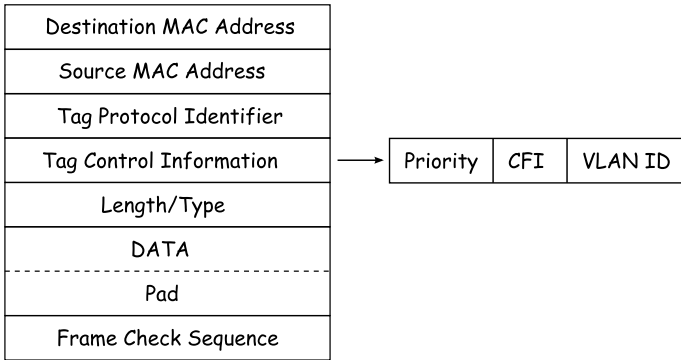 Destination MAC Address
Source MAC Address
Tag Protocol Identifier
Tag Control Information
Priority CFI VLAN ID
Length/Type
DATA
Pad
Frame Check Sequence